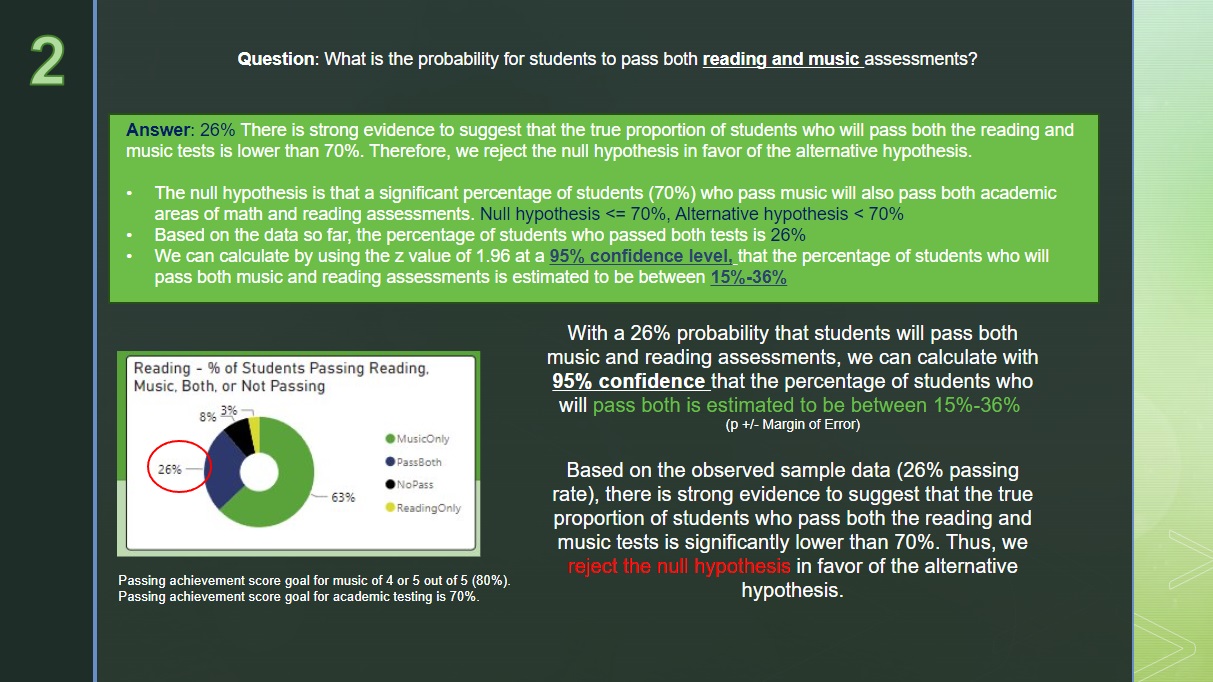 2
Question: What is the probability for students to pass both reading and music assessments?
Answer: 26% There is strong evidence to suggest that the true proportion of students who will pass both the reading and
music tests is lower than 70%. Therefore, we reject the null hypothesis in favor of the alternative hypothesis.
• The null hypothesis is that a significant percentage of students (70%) who pass music will also pass both academic
areas of math and reading assessments. Null hypothesis <= 70%, Alternative hypothesis < 70%
• Based on the data so far, the percentage of students who passed both tests is 26%
• We can calculate by using the z value of 1.96 at a 95% confidence level, that the percentage of students who will
pass both music and reading assessments is estimated to be between 15%-36%
Reading - % of Students Passing Reading,
Music, Both, or Not Passing
8% 3%
26%
63%
MusicOnly
PassBoth
NoPass
ReadingOnly
Passing achievement score goal for music of 4 or 5 out of 5 (80%).
Passing achievement score goal for academic testing is 70%.
With a 26% probability that students will pass both
music and reading assessments, we can calculate with
95% confidence that the percentage of students who
will pass both is estimated to be between 15%-36%
(p +/- Margin of Error)
Based on the observed sample data (26% passing
rate), there is strong evidence to suggest that the true
proportion of students who pass both the reading and
music tests is significantly lower than 70%. Thus, we
reject the null hypothesis in favor of the alternative
hypothesis.